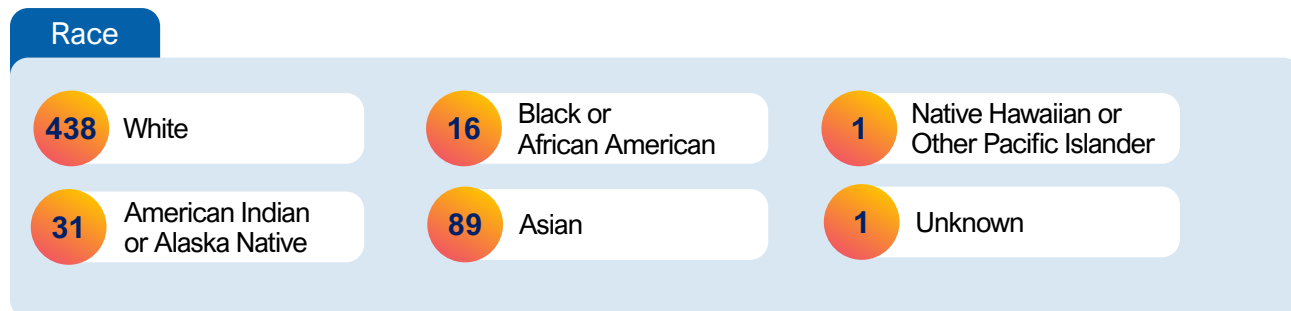 Race
438 White
16 Black or
African American
1 Native Hawaiian or
Other Pacific Islander
31 American Indian
or Alaska Native
89 Asian
1 Unknown